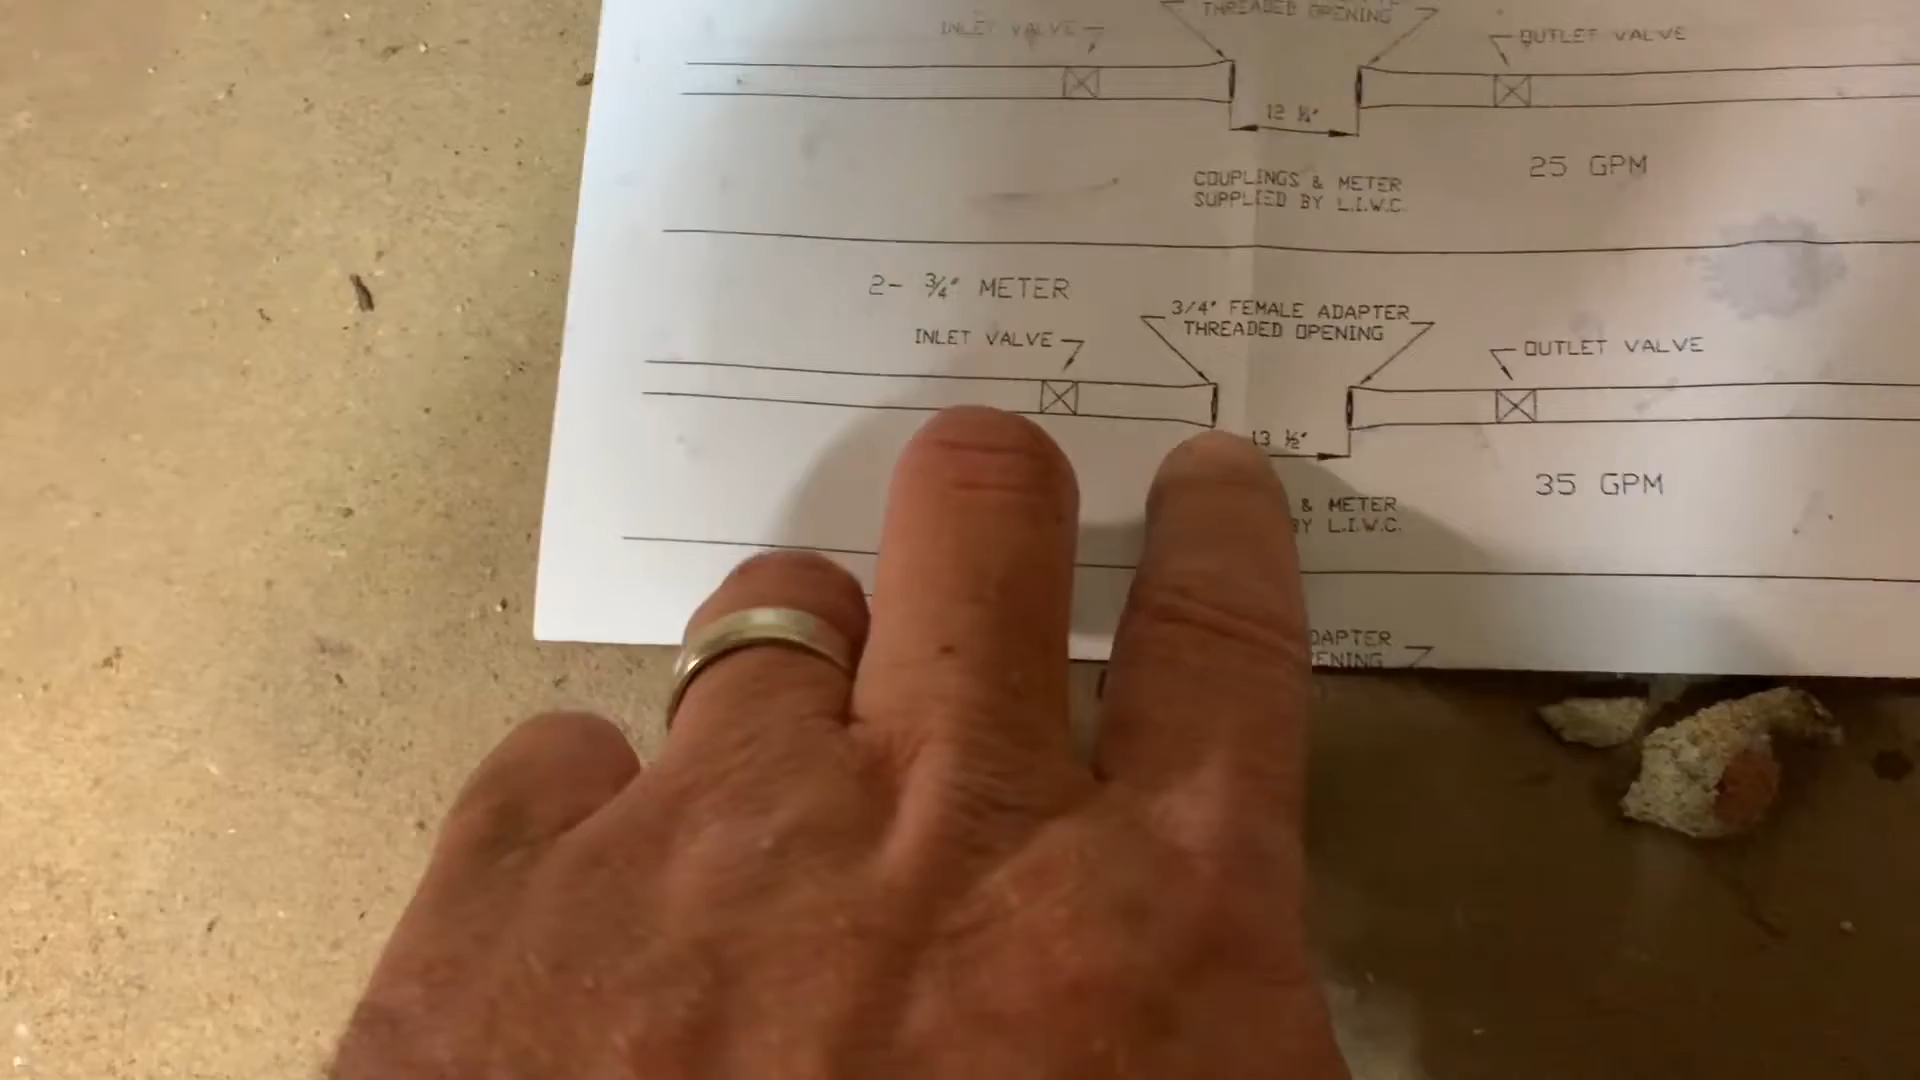 THREADED OPENING
INLET VALVE
OUTLET VALVE
12 ¼"
25 GPM
COUPLINGS & METER
SUPPLIED BY L.I.W.C.
2- ¾" METER
3/4" FEMALE ADAPTER
THREADED OPENING
INLET VALVE
OUTLET VALVE
13 ½"
35 GPM
& METER
BY L.I.W.C.